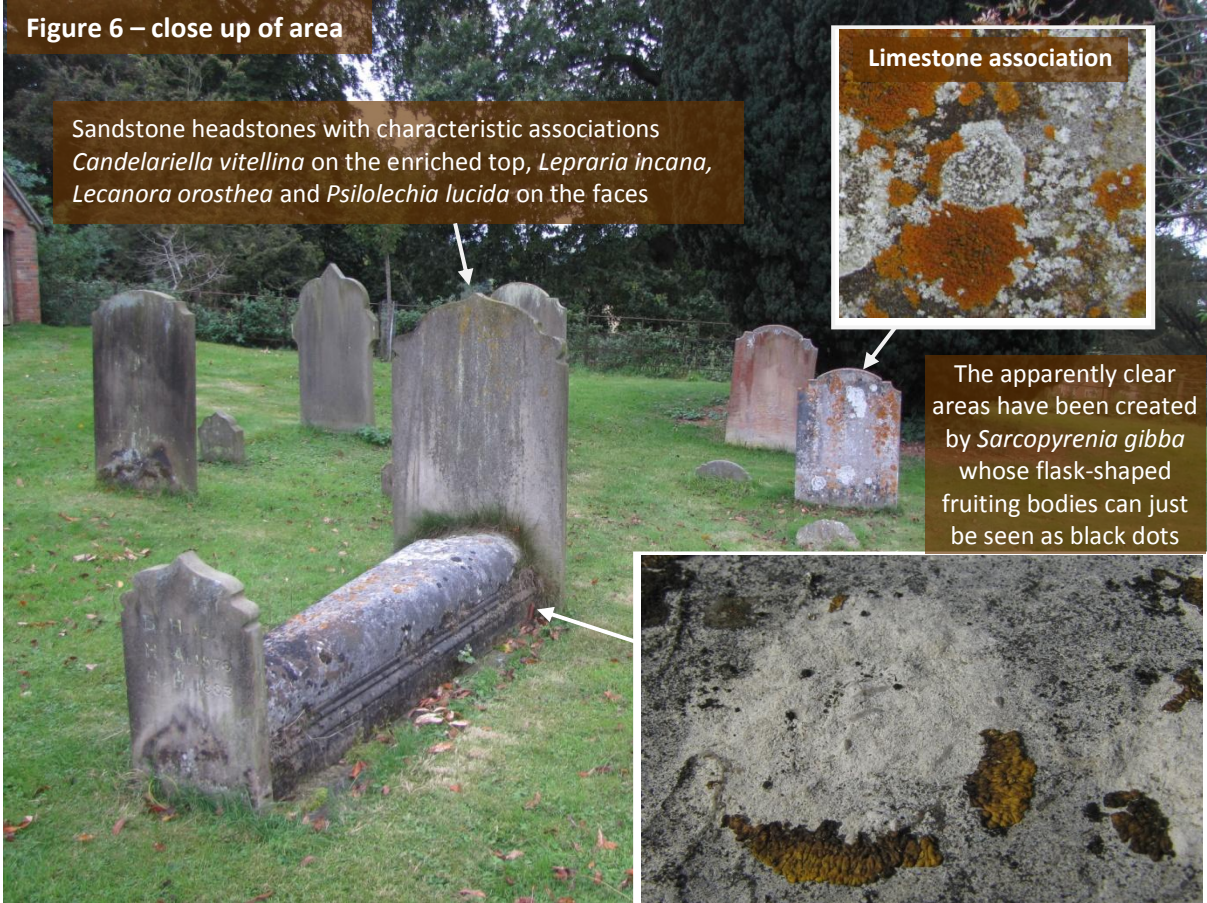 Figure 6 – close up of area
Limestone association
Sandstone headstones with characteristic associations
Candelariella vitellina on the enriched top, Lepraria incana,
Lecanora orosthea and Psilolechia lucida on the faces
The apparently clear
areas have been created
by Sarcopyrenia gibba
whose flask-shaped
fruiting bodies can just
be seen as black dots